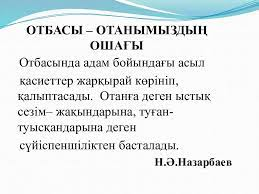 ОТБАСЫ – ОТАНЫМЫЗДЫҢ
ОШАҒЫ
Отбасында адам бойындағы асыл
қасиеттер жарқырай көрініп,
қалыптасады. Отанға деген ыстық
сезім– жақындарына, туған-
туысқандарына деген
сүйіспеншіліктен басталады.
Н.Ә.Назарбаев